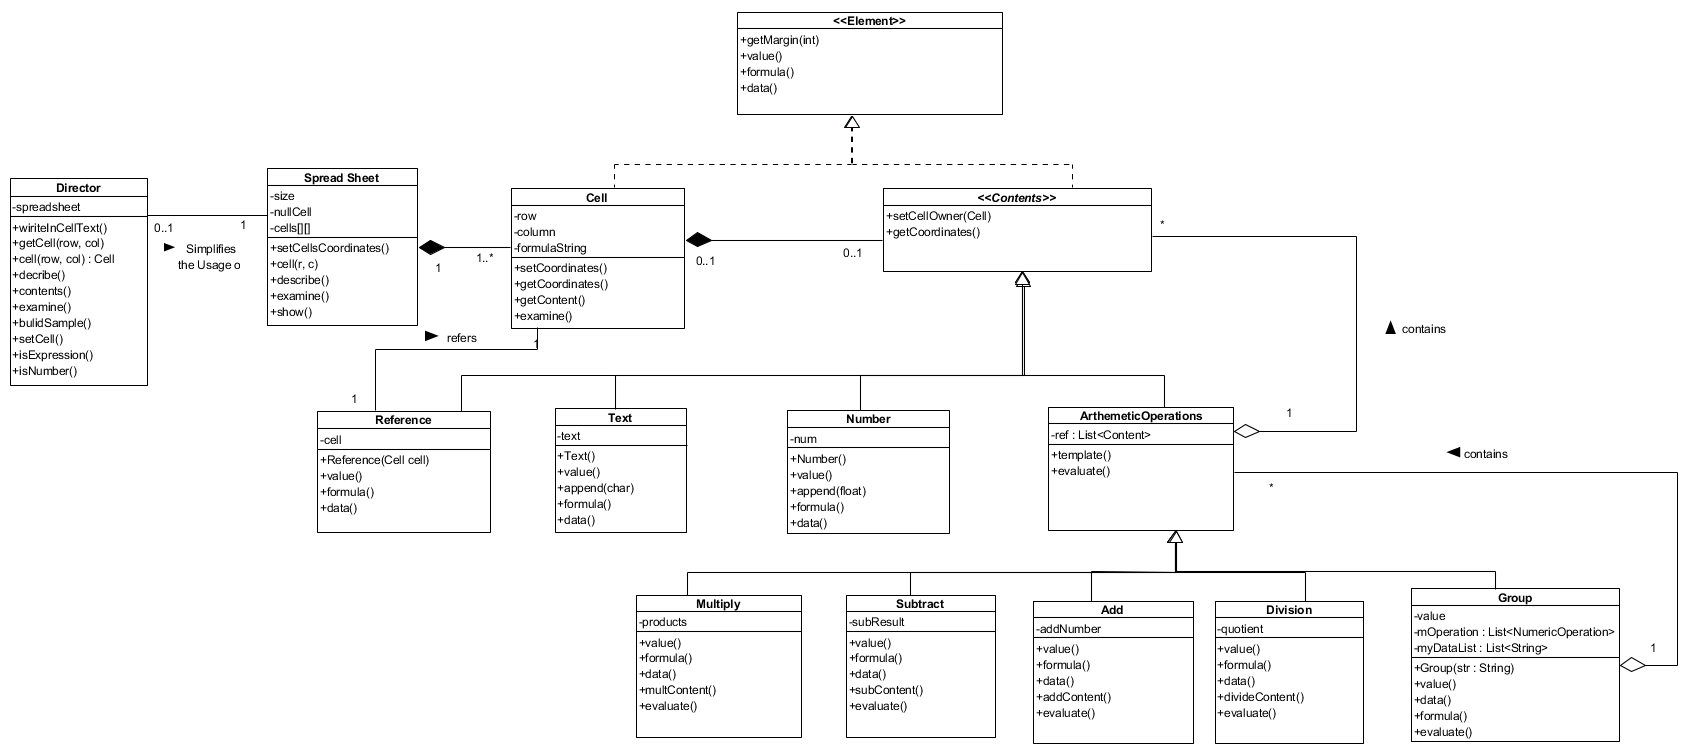 <<Element>>
+getMargin(int)
+value()
+formula()
+data()
Director
-spreadsheet
+wiriteInCellText()
+getCell(row, col)
+cell(row, col) : Cell
+decribe()
+contents()
+examine()
+bulidSample()
+setCell()
+isExpression()
+isNumber()
0..1
1
Simplifies
the Usage o
Spread Sheet
-size
-nullCell
-cells[][]
+setCellsCoordinates()
+cell(r, c)
+describe()
+examine()
+show()
1
1..*
Cell
-row
-column
-formulaString
+setCoordinates()
+getCoordinates()
+getContent()
+examine()
0..1
0..1
<<Contents>>
+setCellOwner(Cell)
+getCoordinates()
*
contains
refers
1
1
Reference
-cell
+Reference(Cell cell)
+value()
+formula()
+data()
Text
-text
+Text()
+value()
+append(char)
+formula()
+data()
Number
-num
+Number()
+value()
+append(float)
+formula()
+data()
ArthemeticOperations
-ref : List<Content>
+template()
+evaluate()
1
contains
*
Multiply
-products
+value()
+formula()
+data()
+multContent()
+evaluate()
Subtract
-subResult
+value()
+formula()
+data()
+subContent()
+evaluate()
Add
-addNumber
+value()
+formula()
+data()
+addContent()
+evaluate()
Division
-quotient
+value()
+formula()
+data()
+divideContent()
+evaluate()
Group
-value
-mOperation : List<NumericOperation>
-myDataList : List<String>
+Group(str : String)
+value()
+data()
+formula()
+evaluate()
1